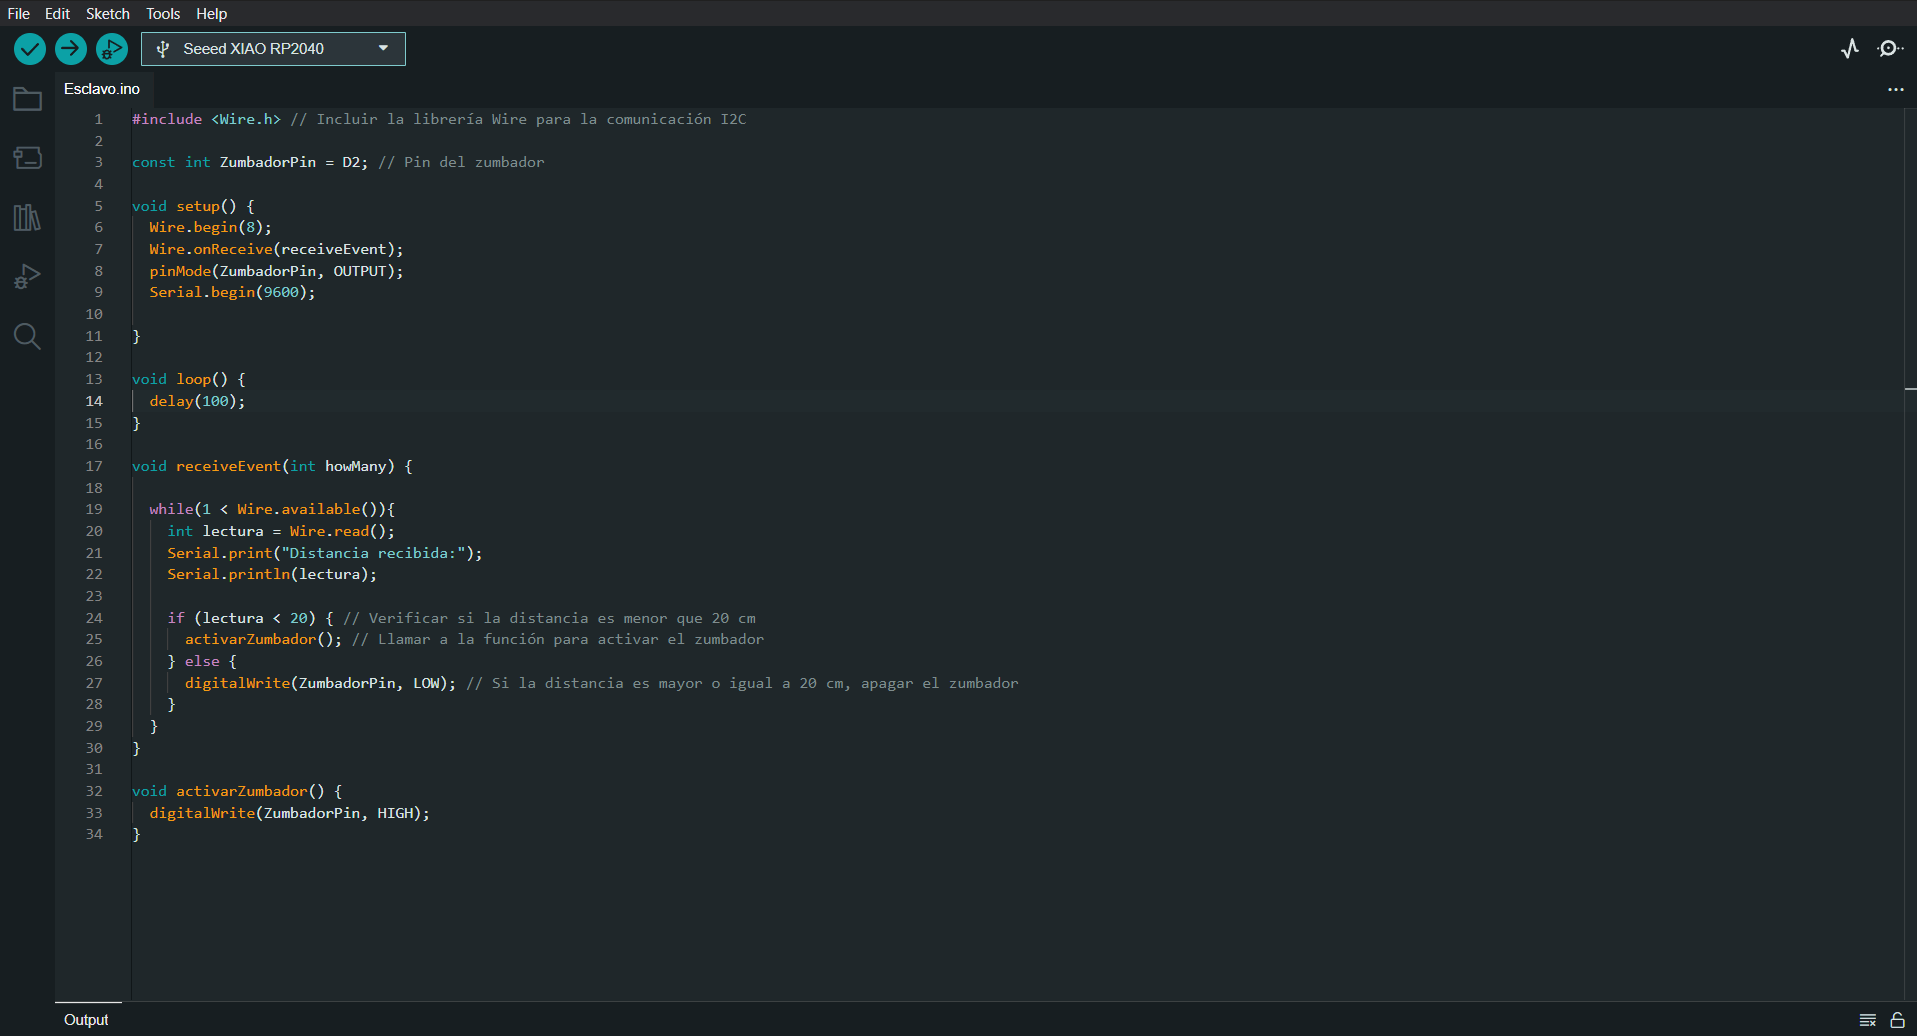 File Edit Sketch Tools Help
Seeed XIAO RP2040
Esclavo.ino
1 #include <Wire.h> // Incluir la librería Wire para la comunicación I2C
2
3 const int ZumbadorPin = D2; // Pin del zumbador
4
5 void setup() {
6 Wire.begin(8);
7 Wire.onReceive(receiveEvent);
8 pinMode(ZumbadorPin, OUTPUT);
9 Serial.begin(9600);
10
11 }
12
13 void loop() {
14 delay(100);
15 }
16
17 void receiveEvent(int howMany) {
18
19 while(1 < Wire.available()){
20 int lectura = Wire.read();
21 Serial.print("Distancia recibida:");
22 Serial.println(lectura);
23
24 if (lectura < 20) { // Verificar si la distancia es menor que 20 cm
25 activarZumbador(); // Llamar a la función para activar el zumbador
26 } else {
27 digitalWrite(ZumbadorPin, LOW); // Si la distancia es mayor o igual a 20 cm, apagar el zumbador
28 }
29 }
30 }
31
32 void activarZumbador() {
33 digitalWrite(ZumbadorPin, HIGH);
34 }
Output